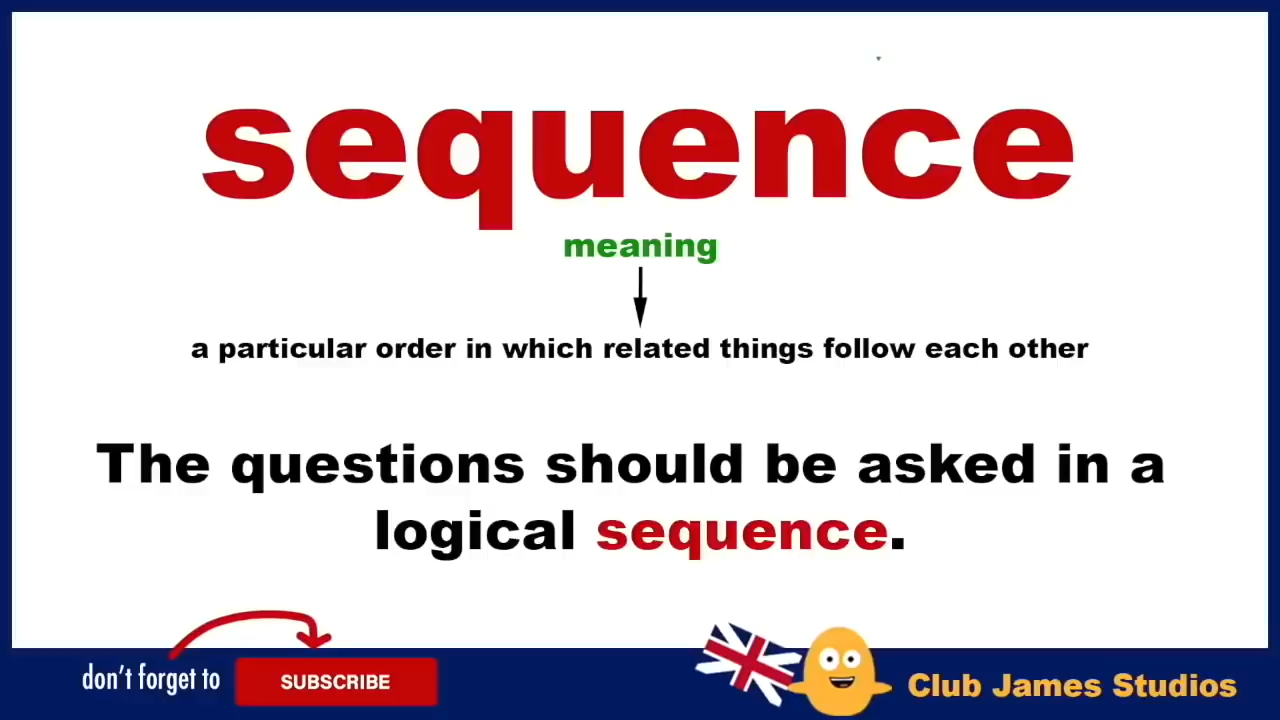 sequence
meaning
a particular order in which related things follow each other
The questions should be asked in a
logical sequence.
don't forget to
SUBSCRIBE
Club James Studios